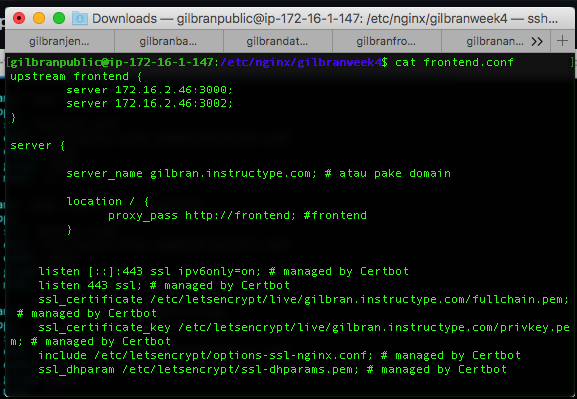 Downloads — gilbranpublic@ip-172-16-1-147: /etc/nginx/gilbranweek4 — ssh...
gilbranjen... gilbranba... gilbrandat... gilbranfro... gilbranan... >> +
[gilbranpublic@ip-172-16-1-147:/etc/nginx/gilbranweek4$ cat frontend.conf ]
upstream frontend {
        server 172.16.2.46:3000;
        server 172.16.2.46:3002;
}
server {
        server_name gilbran.instructype.com; # atau pake domain
        location / {
              proxy_pass http://frontend; #frontend
        }
    listen [::]:443 ssl ipv6only=on; # managed by Certbot
    listen 443 ssl; # managed by Certbot
    ssl_certificate /etc/letsencrypt/live/gilbran.instructype.com/fullchain.pem;
 # managed by Certbot
    ssl_certificate_key /etc/letsencrypt/live/gilbran.instructype.com/privkey.pe
m; # managed by Certbot
    include /etc/letsencrypt/options-ssl-nginx.conf; # managed by Certbot
    ssl_dhparam /etc/letsencrypt/ssl-dhparams.pem; # managed by Certbot